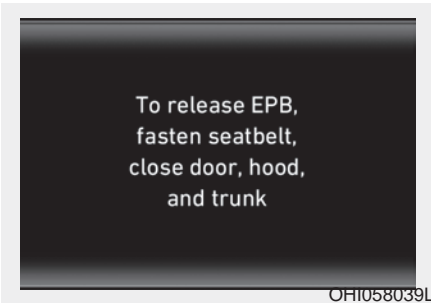 To release EPB,
fasten seatbelt,
close door, hood,
and trunk
OHI058039L